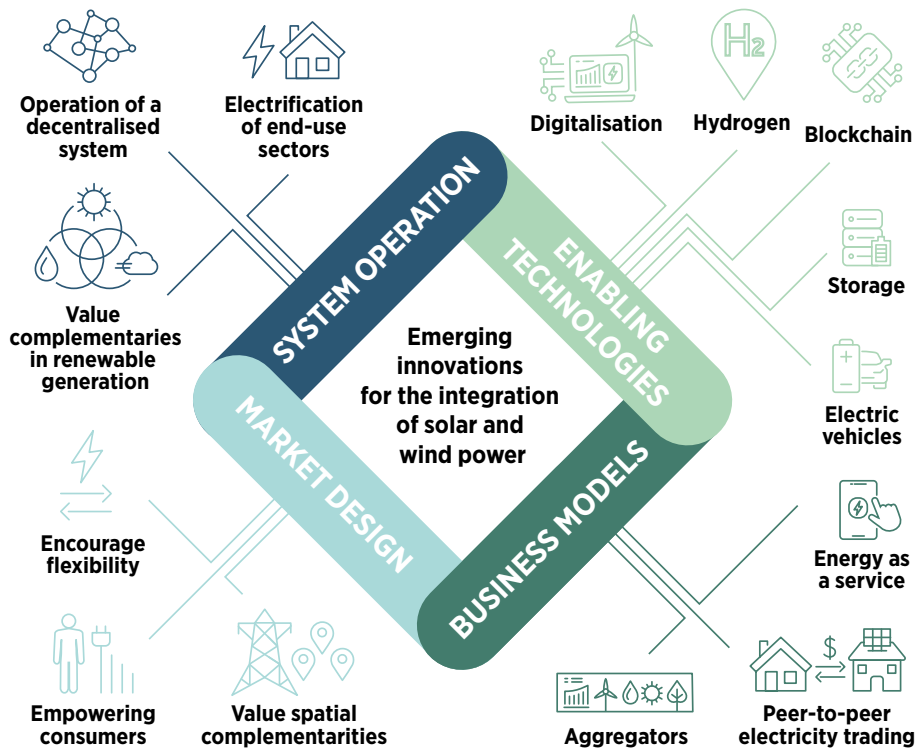 Operation of a
decentralised
system
Electrification
of end-use
sectors
Value
complementaries
in renewable
generation
SYSTEM OPERATION
H2
Digitalisation
Hydrogen
Blockchain
Storage
Electric
vehicles
ENABLING
TECHNOLOGIES
Emerging
innovations
for the integration
of solar and
wind power
MARKET DESIGN
Encourage
flexibility
Empowering
consumers
Value spatial
complementarities
BUSINESS MODELS
Energy as
a service
$
Peer-to-peer
electricity trading
Aggregators